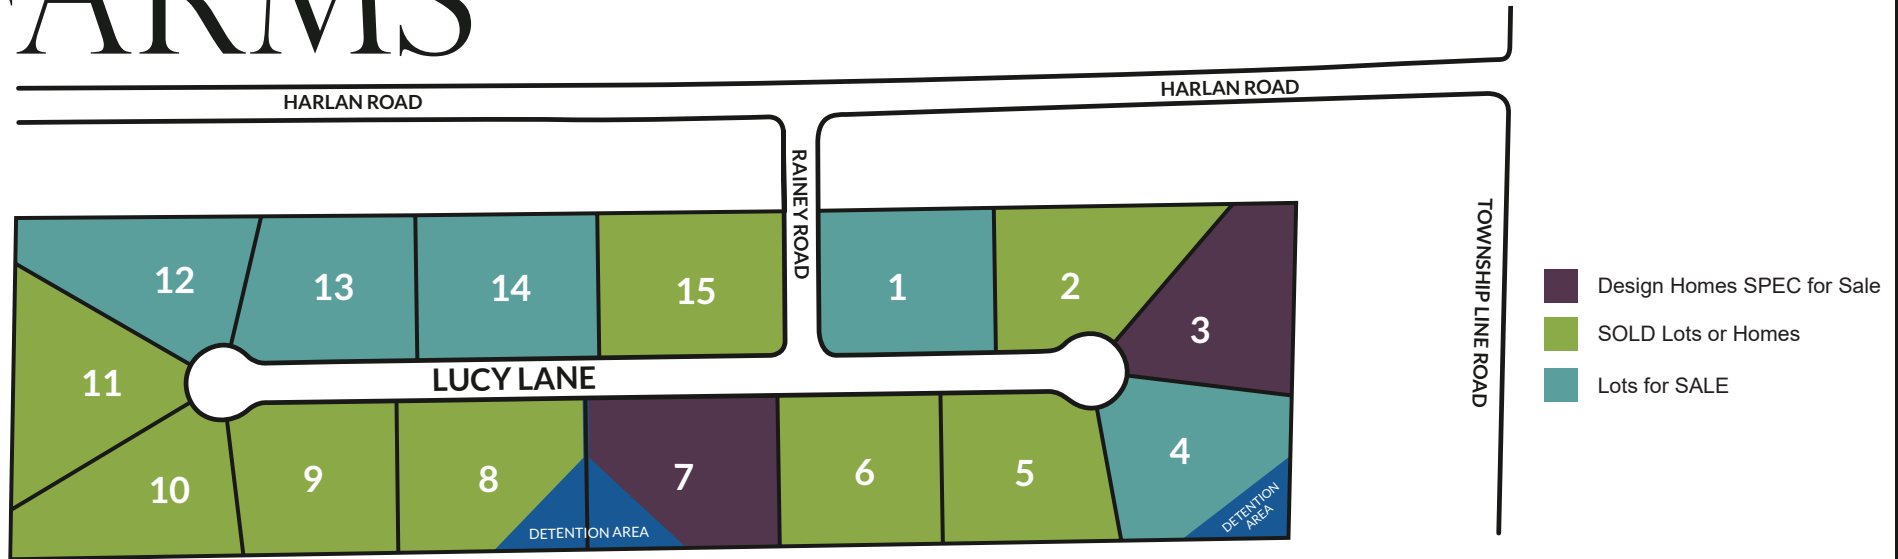 ARMS
HARLAN ROAD
HARLAN ROAD
RAINEY ROAD
TOWNSHIP LINE ROAD
12
13
14
15
1
2
3
11
LUCY LANE
10
9
8
7
6
5
4
DETENTION AREA
DETENTION
AREA
Design Homes SPEC for Sale
SOLD Lots or Homes
Lots for SALE